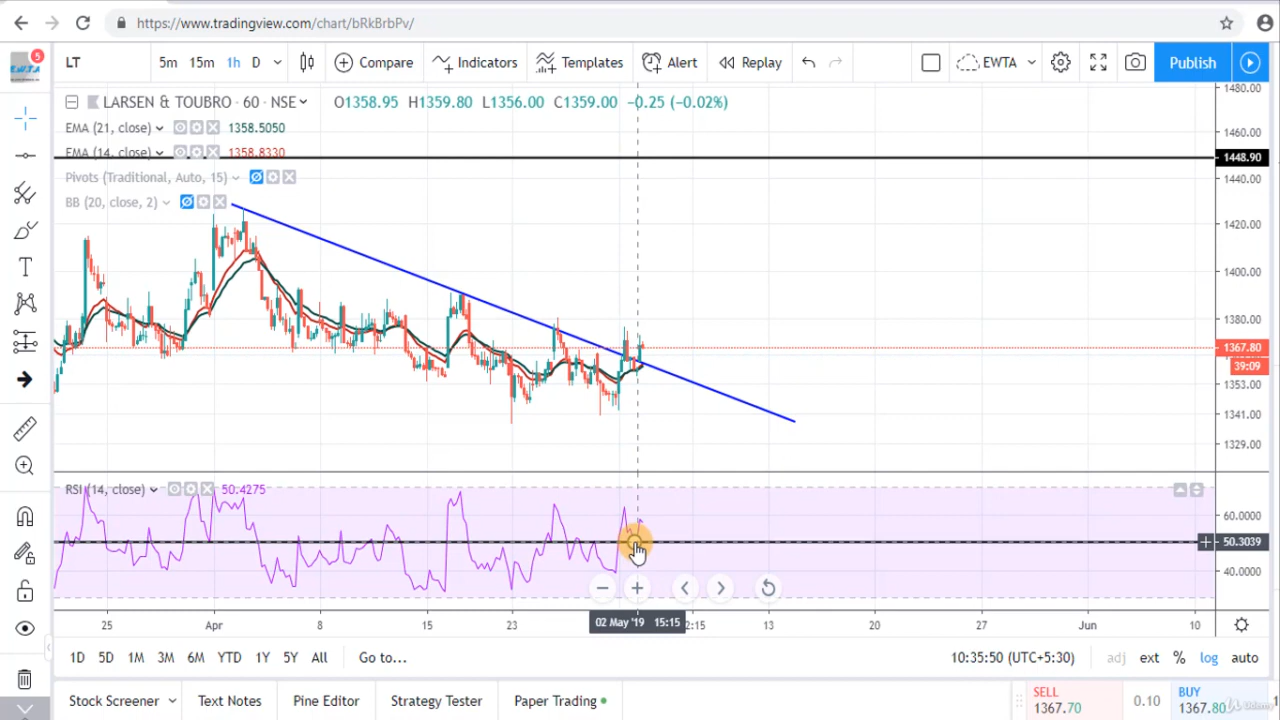 https://www.tradingview.com/chart/bRkBrbPv/
LT 5m 15m 1h D Compare Indicators Templates Alert Replay EWTA Publish
5
E.W.T.A
LARSEN & TOUBRO · 60 · NSE O1358.95 H1359.80 L1356.00 C1359.00 −0.25 (−0.02%)
EMA (21, close) 1358.5050
EMA (14, close) 1358.8330
Pivots (Traditional, Auto, 15)
BB (20, close, 2)
1480.00
1460.00
1448.90
1440.00
1420.00
1400.00
1380.00
1367.80
39:09
1353.00
1341.00
1329.00
RSI (14, close) 50.4275
60.0000
50.3039
40.0000
25 Apr 8 15 23 02 May '19 15:15 2:15 13 20 27 Jun 10
1D 5D 1M 3M 6M YTD 1Y 5Y All Go to... 10:35:50 (UTC+5:30) adj ext % log auto
Stock Screener Text Notes Pine Editor Strategy Tester Paper Trading
SELL
1367.70
0.10
BUY
1367.80
Udemy